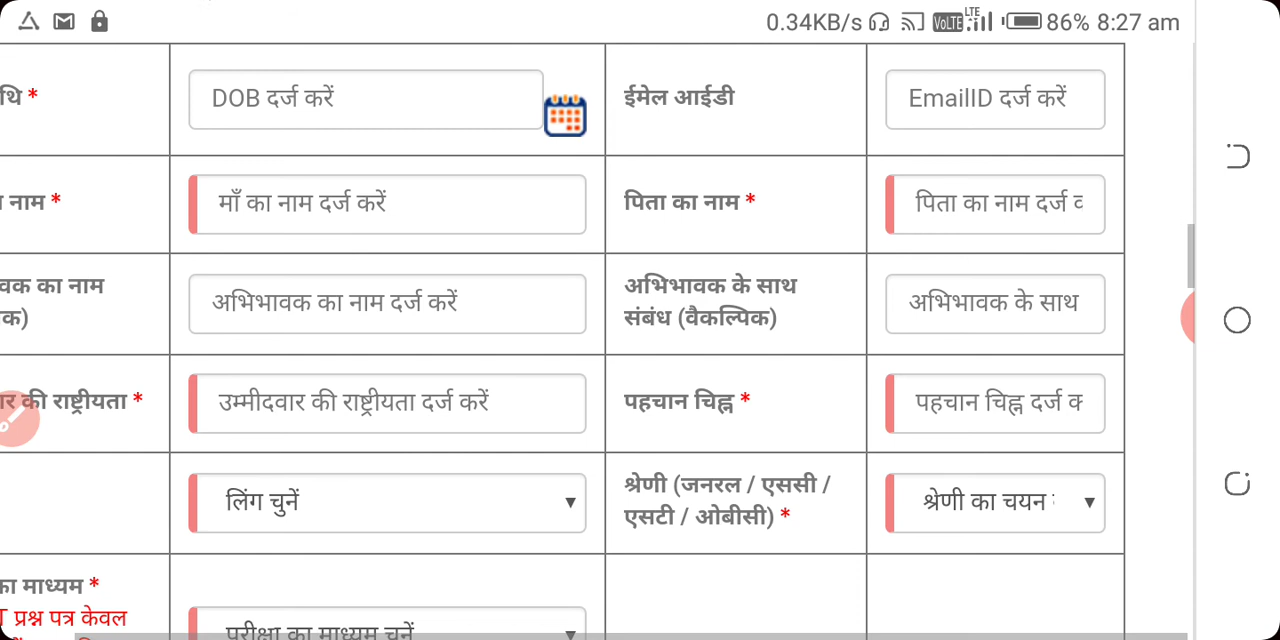 0.34KB/s VoLTE LTE 86% 8:27 am
थि * DOB दर्ज करें ईमेल आईडी EmailID दर्ज करें
नाम * माँ का नाम दर्ज करें पिता का नाम * पिता का नाम दर्ज
वक का नाम अभिभावक का नाम दर्ज करें अभिभावक के साथ अभिभावक के साथ
क) संबंध (वैकल्पिक)
र की राष्ट्रीयता * उम्मीदवार की राष्ट्रीयता दर्ज करें पहचान चिह्न * पहचान चिह्न दर्ज
लिंग चुनें श्रेणी (जनरल / एससी / श्रेणी का चयन
एसटी / ओबीसी) *
का माध्यम *
T प्रश्न पत्र केवल
परीक्षा का माध्यम चुनें